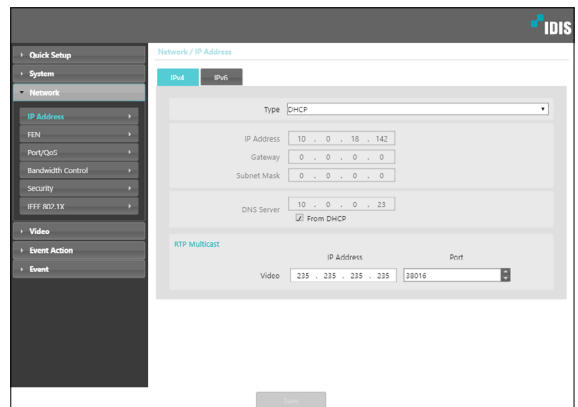 IDIS
Quick Setup
System
Network
IP Address
FEN
Port/QoS
Bandwidth Control
Security
IEEE 802.1X
Video
Event Action
Event
Network / IP Address
IPv4 IPv6
Type DHCP
IP Address 10 . 0 . 18 . 142
Gateway 0 . 0 . 0 . 0
Subnet Mask 0 . 0 . 0 . 0
DNS Server 10 . 0 . 0 . 23
From DHCP
RTP Multicast
IP Address Port
Video 235 . 235 . 235 . 235 38016
Save